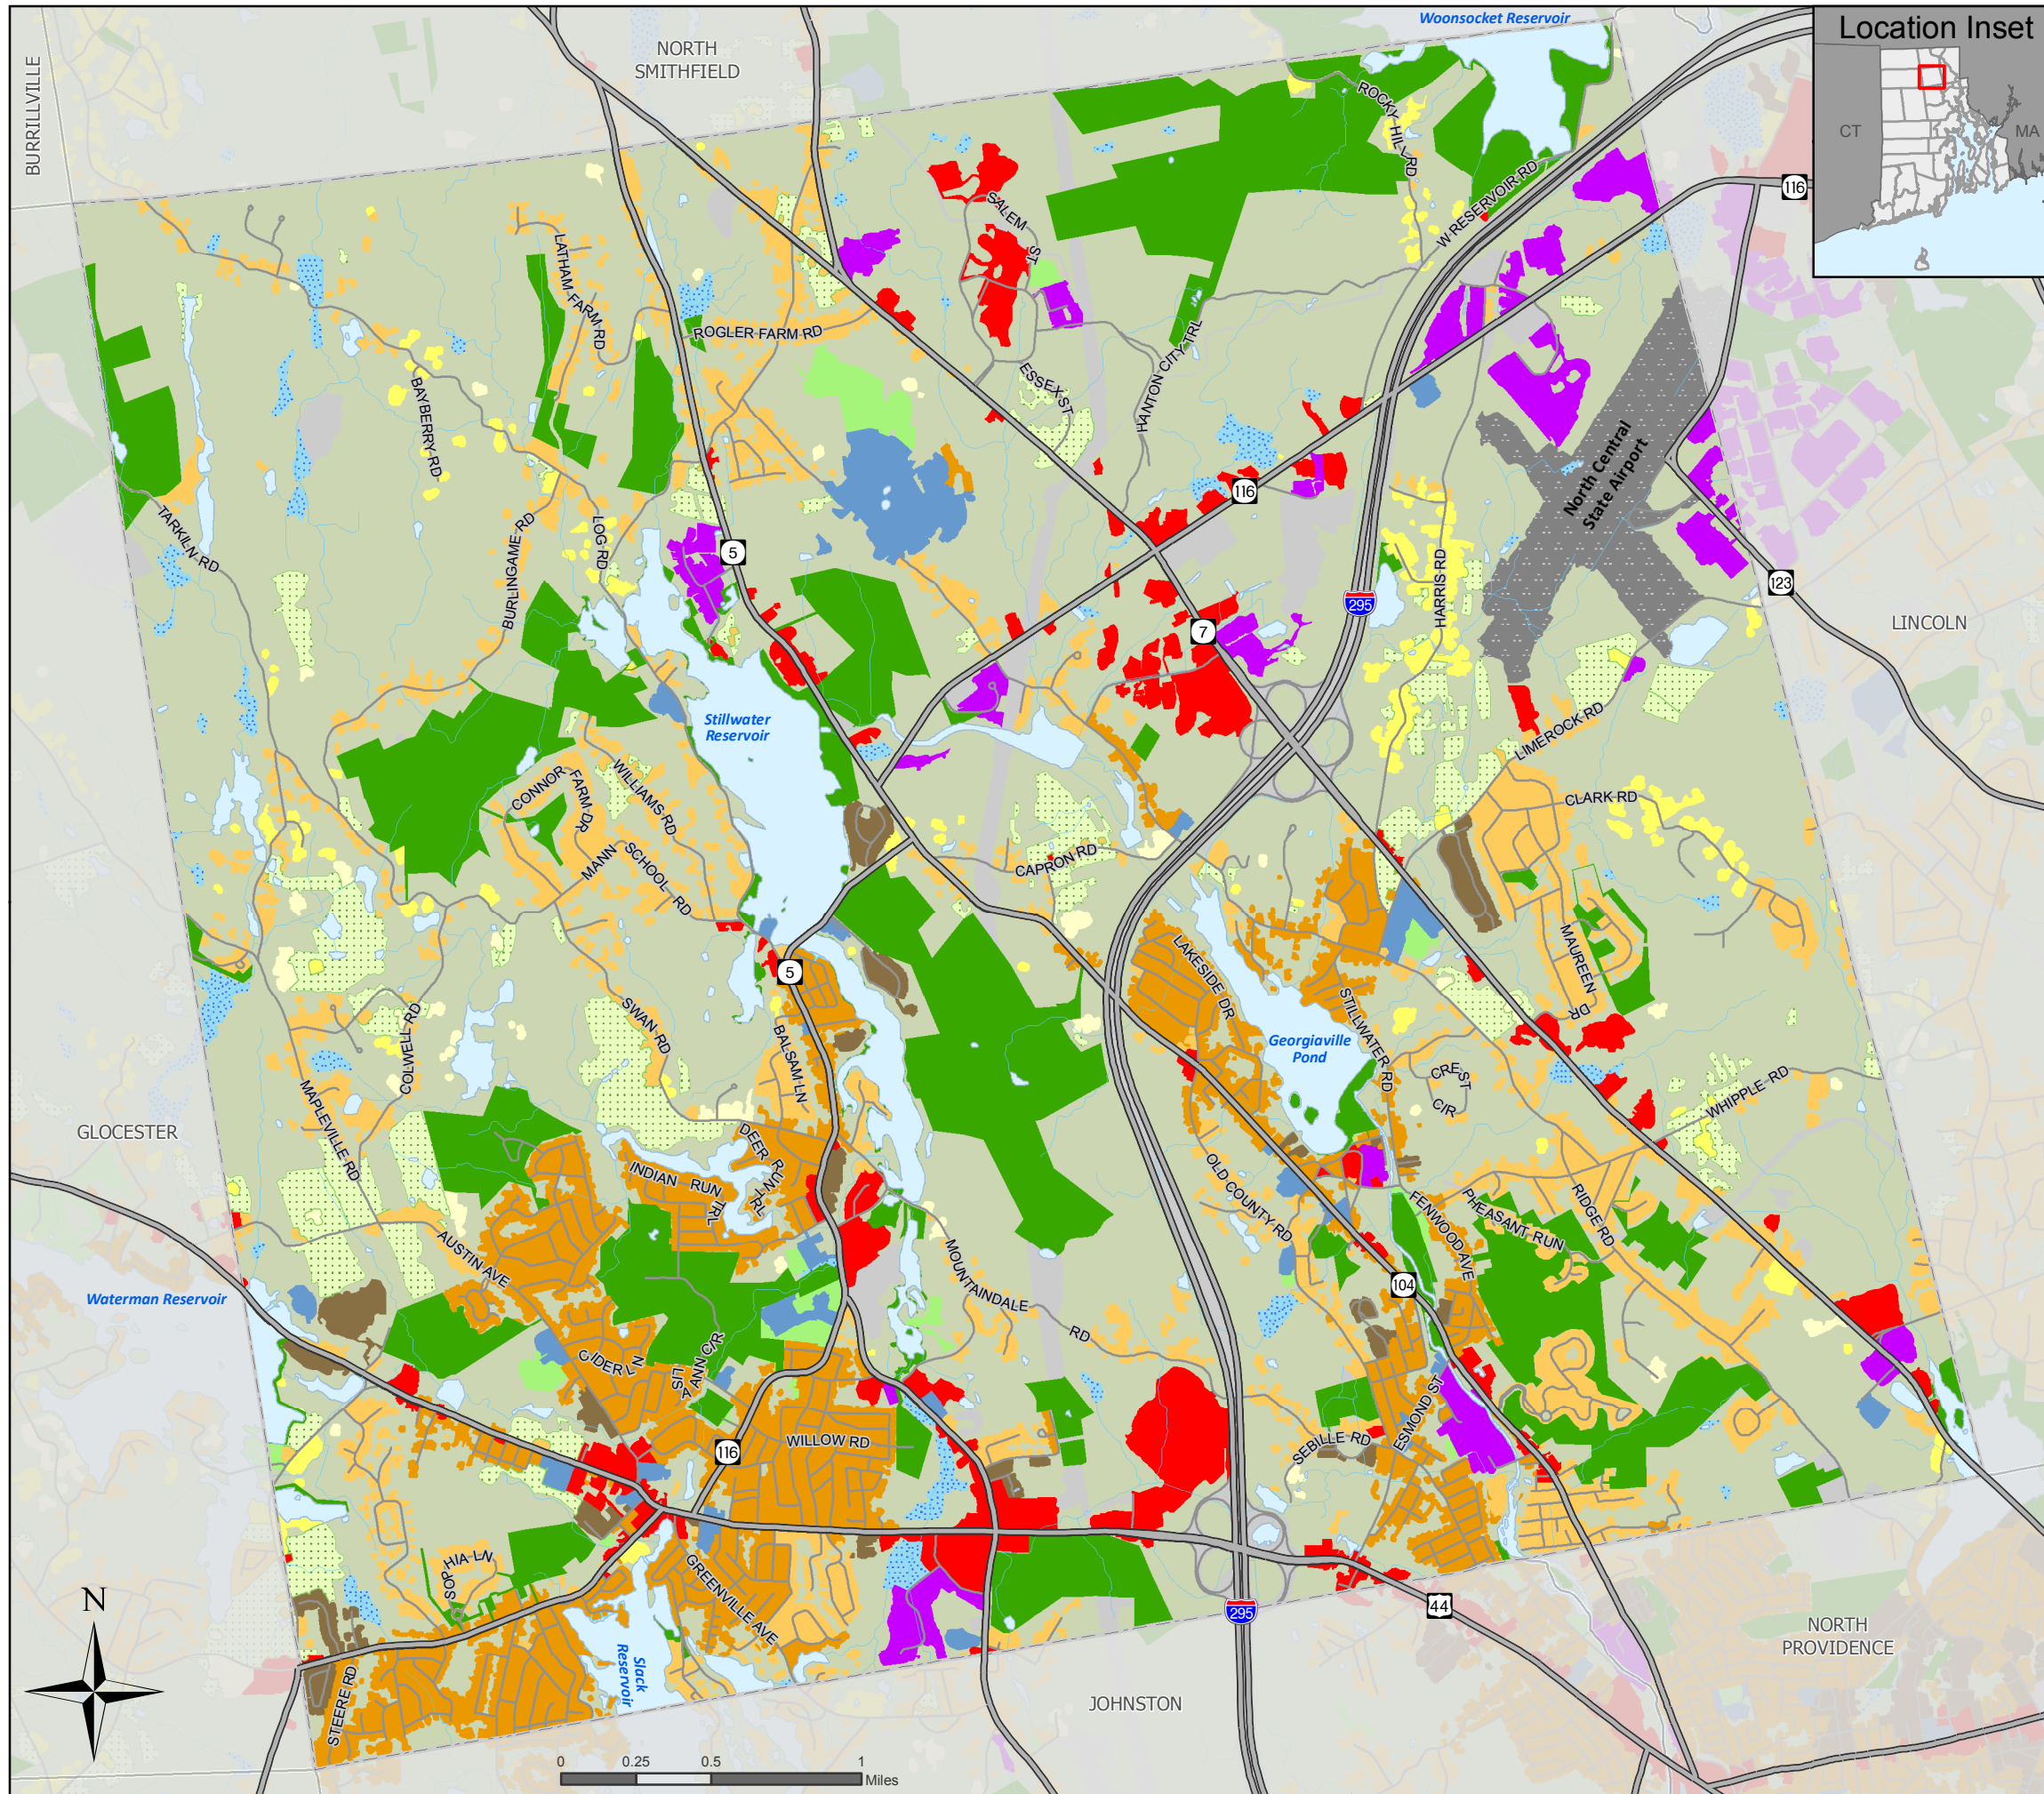 Woonsocket Reservoir
Location Inset
CT
MA
NORTH
SMITHFIELD
BURRILLVILLE
ROCKY HILL RD
W RESERVOIR RD
116
SALEM ST
LATHAM FARM RD
ROGLER FARM RD
ESSEX ST
HANTON CITY TRL
BAYBERRY RD
North Central
State Airport
116
TARKILN RD
BURLINGAME RD
LOG RD
5
HARRIS RD
295
123
7
LINCOLN
Stillwater
Reservoir
LIMEROCK RD
CONNOR
FARM DR
WILLIAMS RD
CLARK RD
MANN
SCHOOL RD
CAPRON RD
5
LAKESIDE DR
STILLWATER RD
MAUREEN
DR
SWAN RD
BALSAM LN
COLWELL RD
Georgiaville
Pond
CREST
CIR
WHIPPLE RD
MAPLEVILLE RD
GLOCESTER
DEER RUN TRL
INDIAN RUN
TRL
OLD COUNTY RD
FENWOOD AVE
PHEASANT RUN
RIDGE RD
AUSTIN AVE
MOUNTAINDALE
RD
104
Waterman Reservoir
CIDER LN
LISA ANN CIR
116
WILLOW RD
SEBILLE RD
ESMOND ST
SOPHIA LN
GREENVILLE AVE
N
Slack
Reservoir
295
44
NORTH
PROVIDENCE
STEERE RD
JOHNSTON
0
0.25
0.5
1
Miles